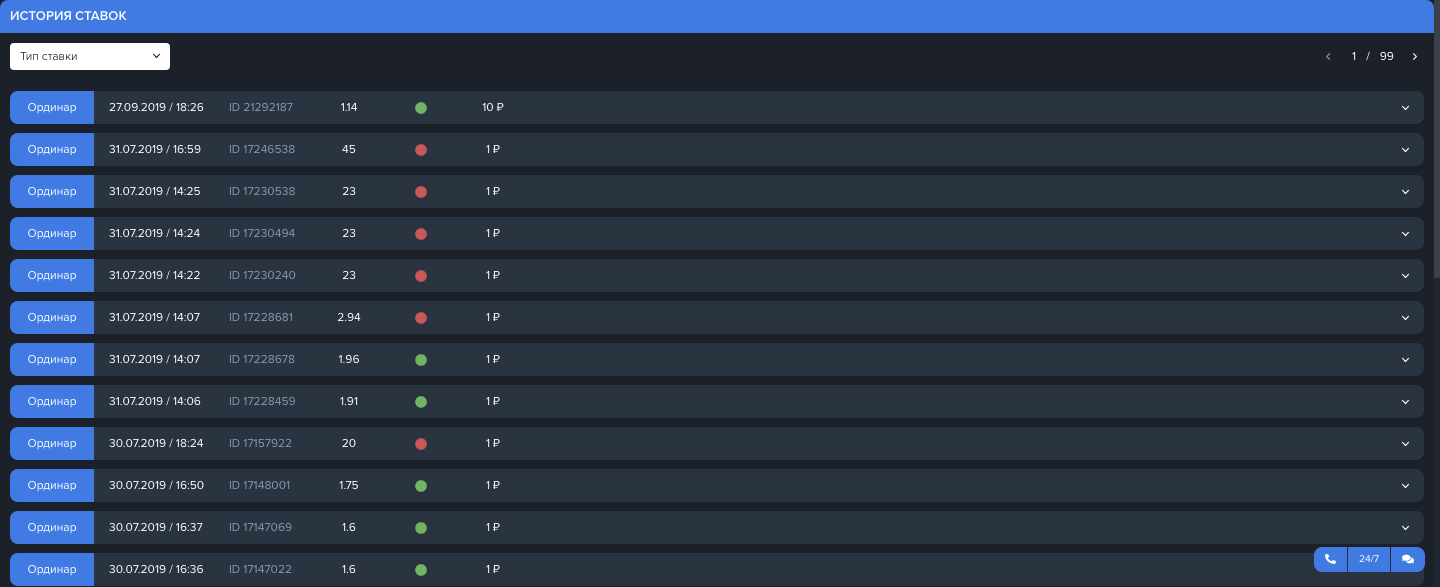 ИСТОРИЯ СТАВОК
Тип ставки 1 / 99
Ординар 27.09.2019 / 18:26 ID 21292187 1.14 10 ₽
Ординар 31.07.2019 / 16:59 ID 17246538 45 1 ₽
Ординар 31.07.2019 / 14:25 ID 17230538 23 1 ₽
Ординар 31.07.2019 / 14:24 ID 17230494 23 1 ₽
Ординар 31.07.2019 / 14:22 ID 17230240 23 1 ₽
Ординар 31.07.2019 / 14:07 ID 17228681 2.94 1 ₽
Ординар 31.07.2019 / 14:07 ID 17228678 1.96 1 ₽
Ординар 31.07.2019 / 14:06 ID 17228459 1.91 1 ₽
Ординар 30.07.2019 / 18:24 ID 17157922 20 1 ₽
Ординар 30.07.2019 / 16:50 ID 17148001 1.75 1 ₽
Ординар 30.07.2019 / 16:37 ID 17147069 1.6 1 ₽
Ординар 30.07.2019 / 16:36 ID 17147022 1.6 1 ₽
24/7